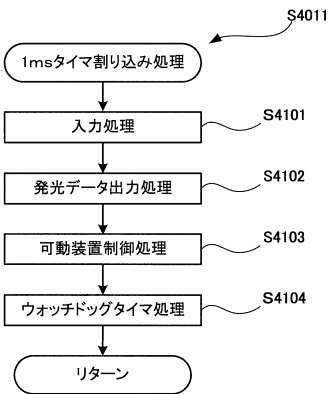 S4011
1msタイマ割り込み処理
入力処理
S4101
発光データ出力処理
S4102
可動装置制御処理
S4103
ウォッチドッグタイマ処理
S4104
リターン